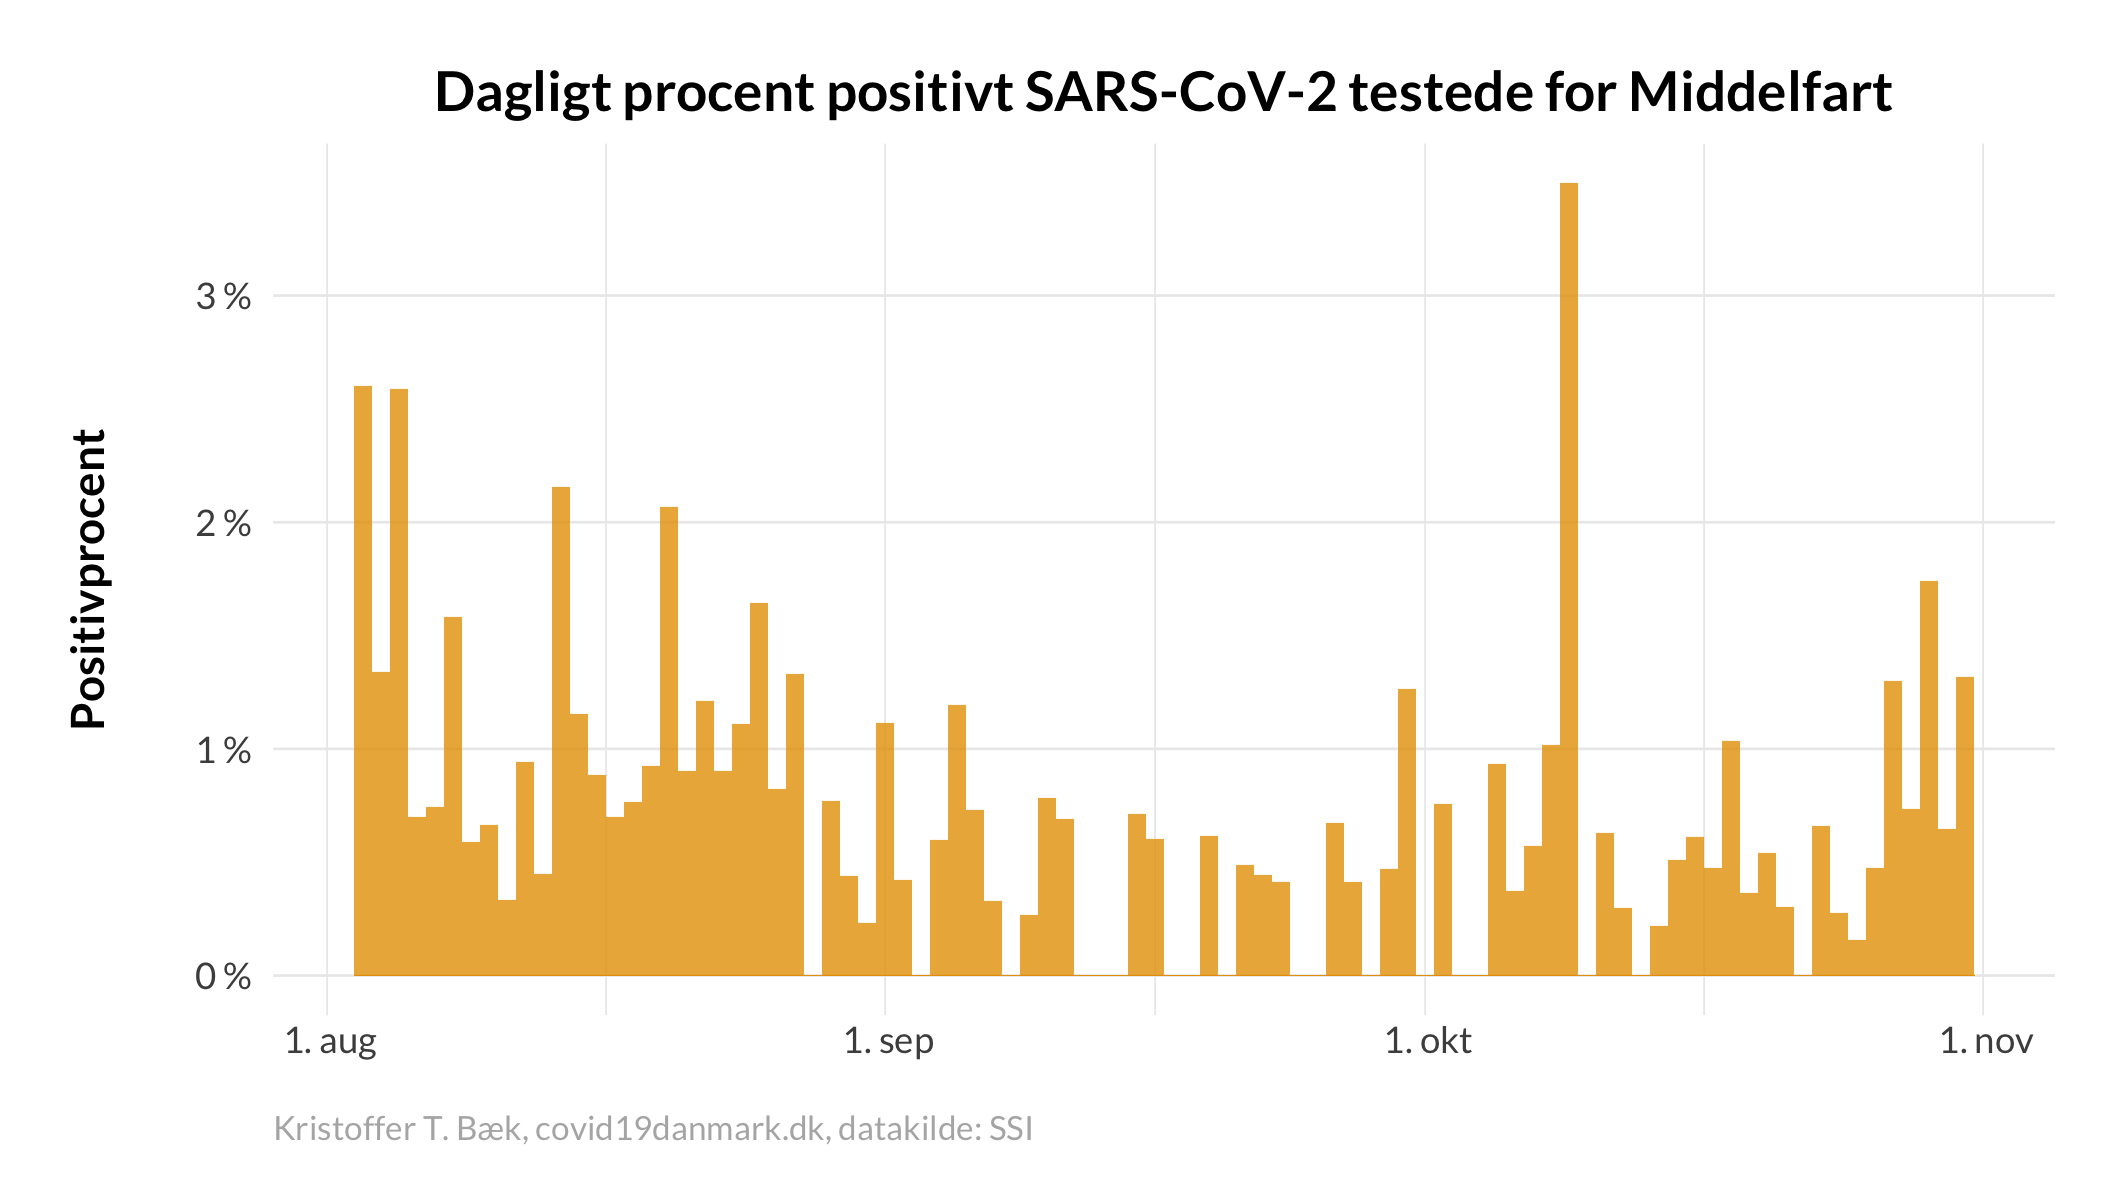 Dagligt procent positivt SARS-CoV-2 testede for Middelfart
Positivprocent
3 %
2 %
1 %
0 %
1. aug
1. sep
1. okt
1. nov
Kristoffer T. Bæk, covid19danmark.dk, datakilde: SSI